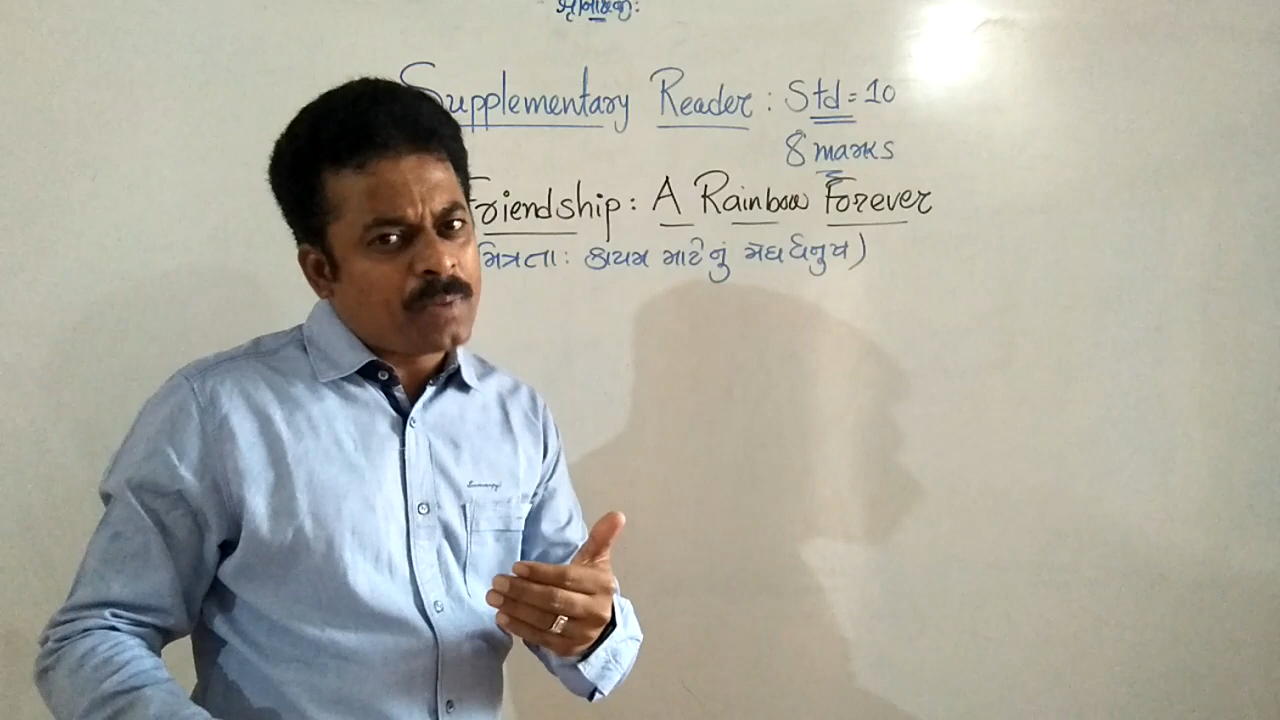 Supplementary Reader : Std = 10
8 marks
Friendship : A Rainbow Forever
મિત્રતા : કાયમ માટેનું મેઘધનુષ)